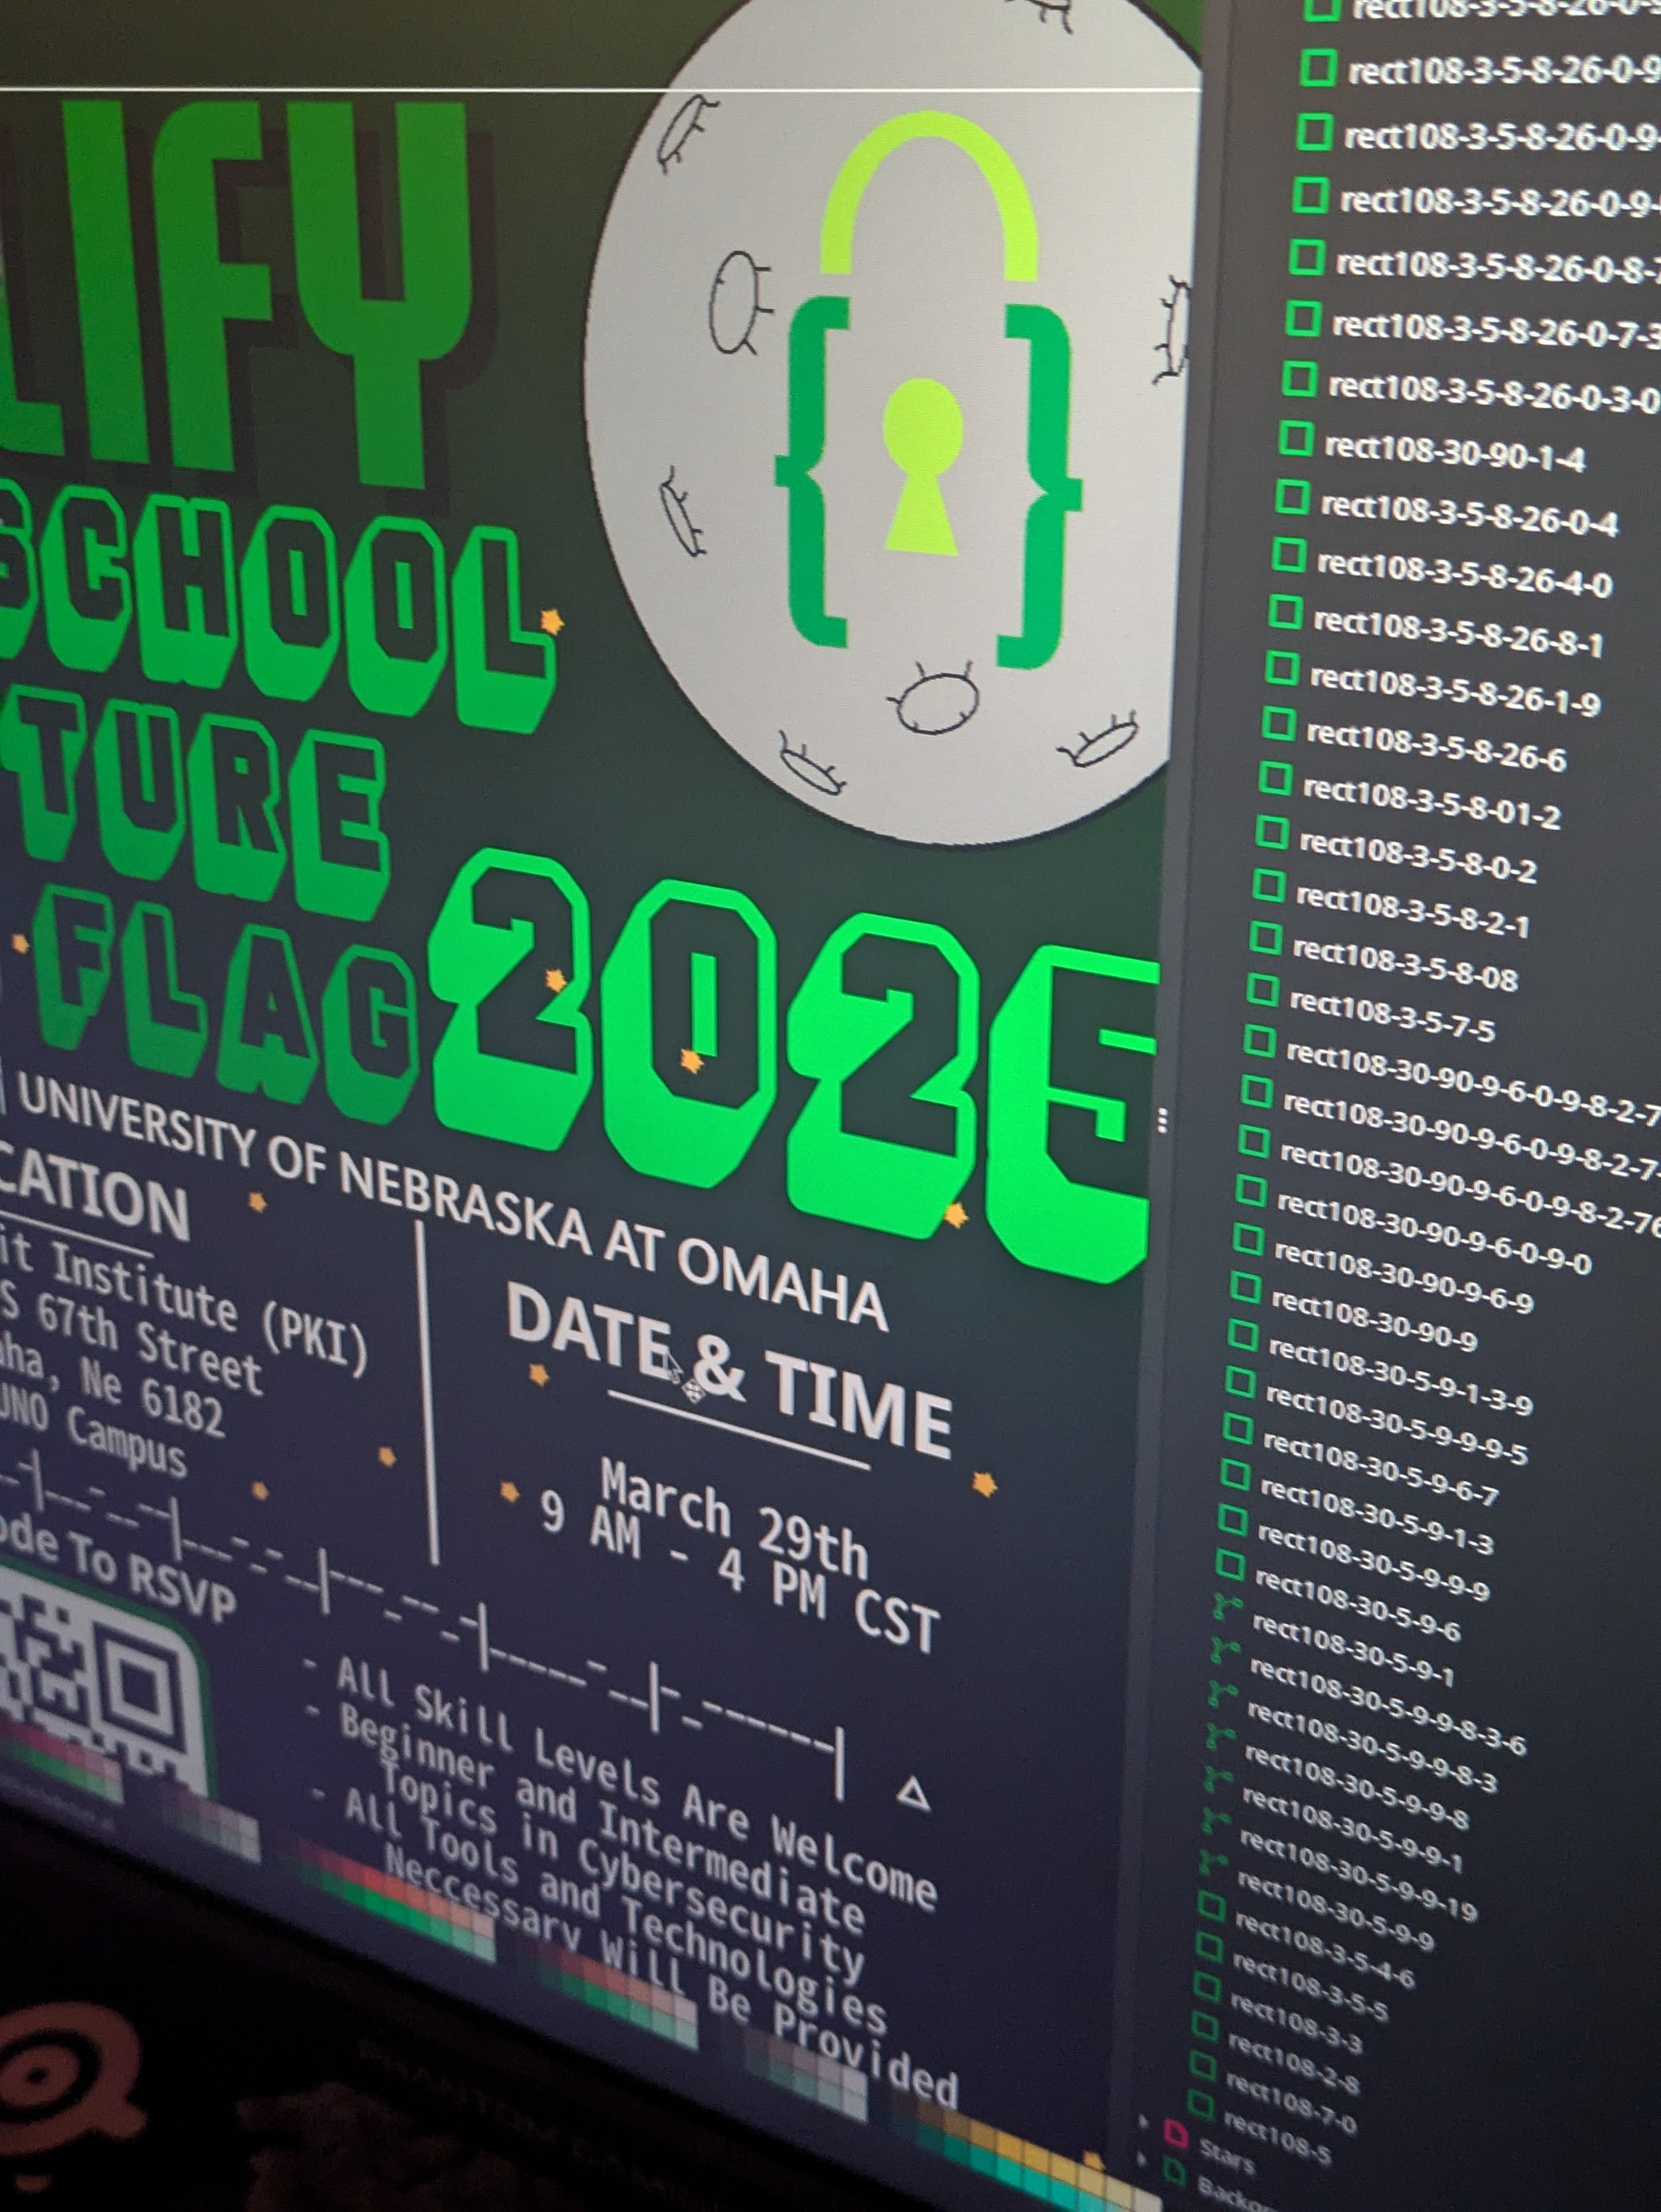 LIFY
SCHOOL
TURE
FLAG 202
UNIVERSITY OF NEBRASKA AT OMAHA
CATION
it Institute (PKI)
S 67th Street
aha, Ne 6182
UNO Campus
DATE & TIME
March 29th
9 AM - 4 PM CST
ode To RSVP
- ALL Skill Levels Are Welcome
- Beginner and Intermediate
Topics in Cybersecurity
- ALL Tools and Technologies
Neccessary Will Be Provided
rect108-3-5-8-26-0-9
rect108-3-5-8-26-0-9
rect108-3-5-8-26-0-9-
rect108-3-5-8-26-0-9-
rect108-3-5-8-26-0-8-7
rect108-3-5-8-26-0-7-3
rect108-3-5-8-26-0-3-0
rect108-30-90-1-4
rect108-3-5-8-26-0-4
rect108-3-5-8-26-4-0
rect108-3-5-8-26-8-1
rect108-3-5-8-26-1-9
rect108-3-5-8-26-6
rect108-3-5-8-01-2
rect108-3-5-8-0-2
rect108-3-5-8-2-1
rect108-3-5-8-08
rect108-3-5-7-5
rect108-30-90-9-6-0-9-8-2-7
rect108-30-90-9-6-0-9-8-2-7-
rect108-30-90-9-6-0-9-8-2-76
rect108-30-90-9-6-0-9-0
rect108-30-90-9-6-9
rect108-30-90-9
rect108-30-5-9-1-3-9
rect108-30-5-9-9-9-5
rect108-30-5-9-6-7
rect108-30-5-9-1-3
rect108-30-5-9-9-9
rect108-30-5-9-6
rect108-30-5-9-1
rect108-30-5-9-9-8-3-6
rect108-30-5-9-9-8-3
rect108-30-5-9-9-8
rect108-30-5-9-9-1
rect108-30-5-9-9-19
rect108-30-5-9-9
rect108-3-5-4-6
rect108-3-5-5
rect108-3-3
rect108-2-8
rect108-7-0
rect108-5
Stars
Backgr